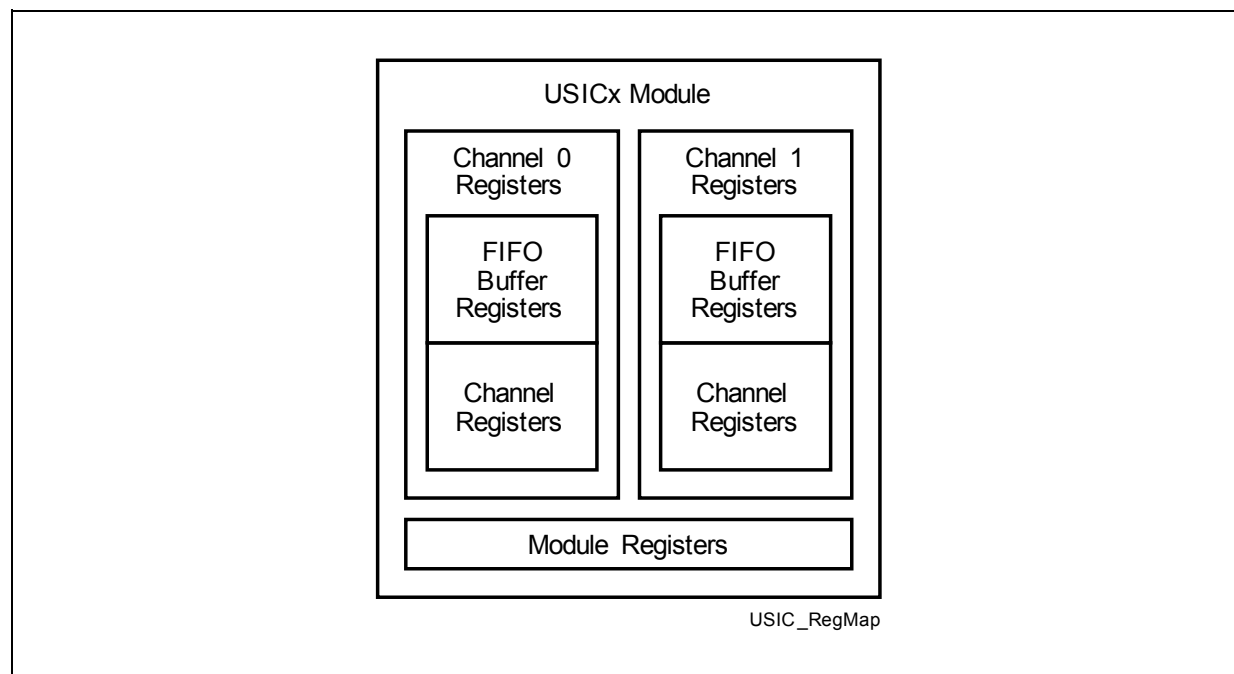 USICx Module
Channel 0
Registers
FIFO
Buffer
Registers
Channel
Registers
Channel 1
Registers
FIFO
Buffer
Registers
Channel
Registers
Module Registers
USIC_RegMap